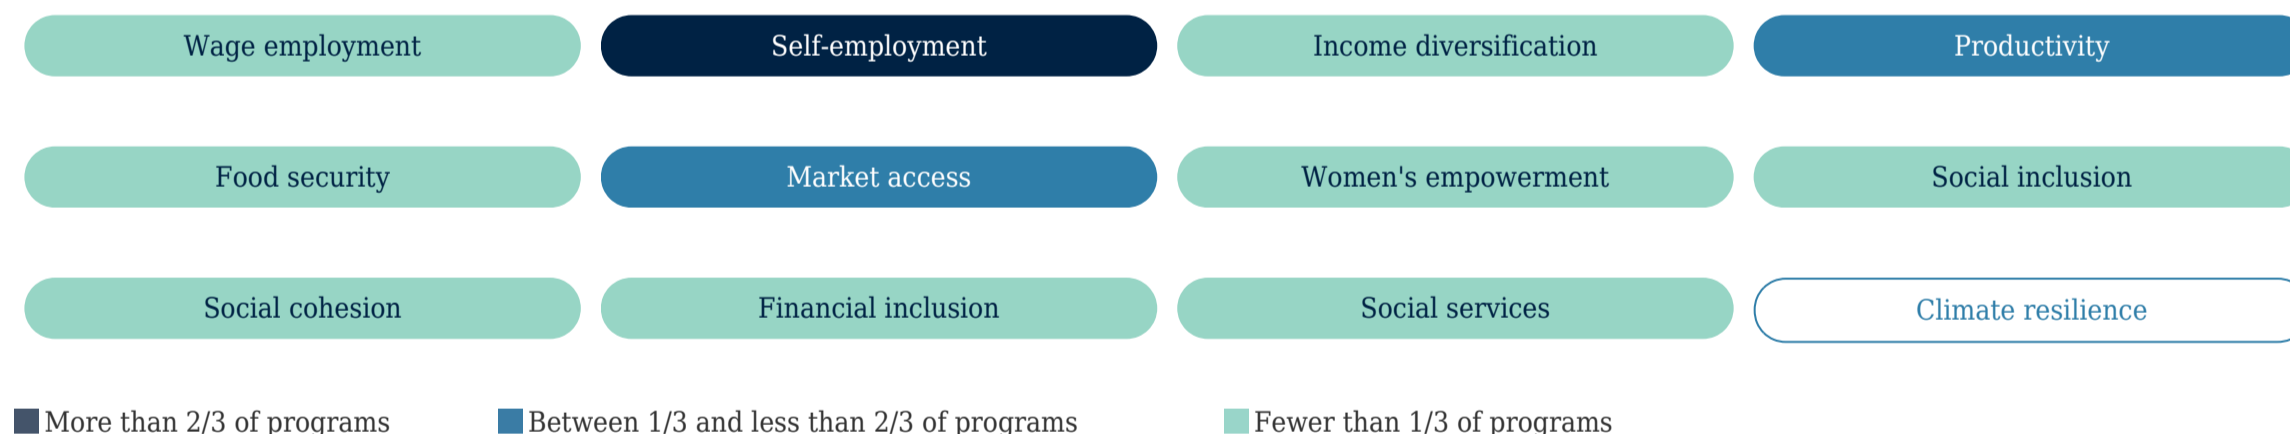 Wage employment
Self-employment
Income diversification
Productivity
Food security
Market access
Women's empowerment
Social inclusion
Social cohesion
Financial inclusion
Social services
Climate resilience
More than 2/3 of programs
Between 1/3 and less than 2/3 of programs
Fewer than 1/3 of programs